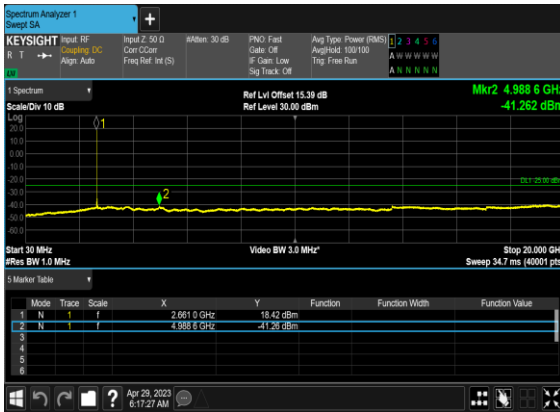 Spectrum Analyzer 1
Swept SA
+
KEYSIGHT Input: RF Input Z: 50 Ω #Atten: 30 dB PNO: Fast Avg Type: Power (RMS) 1 2 3 4 5 6
R T Coupling: DC Corr CCorr Gate: Off Avg|Hold: 100/100 A W W W W W
Align: Auto Freq Ref: Int (S) IF Gain: Low Trig: Free Run
Sig Track: Off A N N N N N
1 Spectrum Ref Lvl Offset 15.39 dB Mkr2 4.988 6 GHz
Scale/Div 10 dB Ref Level 30.00 dBm -41.262 dBm
Log
1
20.0
10.0
0.00
-10.0
DL1 -25.00 dBm
-20.0
-30.0
2
-40.0
-50.0
-60.0
Start 30 MHz Video BW 3.0 MHz* Stop 20.000 GHz
#Res BW 1.0 MHz Sweep 34.7 ms (40001 pts)
5 Marker Table
Mode Trace Scale X Y Function Function Width Function Value
1 N 1 f 2.661 0 GHz 18.42 dBm
2 N 1 f 4.988 6 GHz -41.26 dBm
3
4
5
6
? Apr 29, 2023
6:17:27 AM